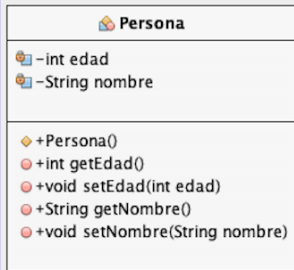 Persona
-int edad
-String nombre
+Persona()
+int getEdad()
+void setEdad(int edad)
+String getNombre()
+void setNombre(String nombre)